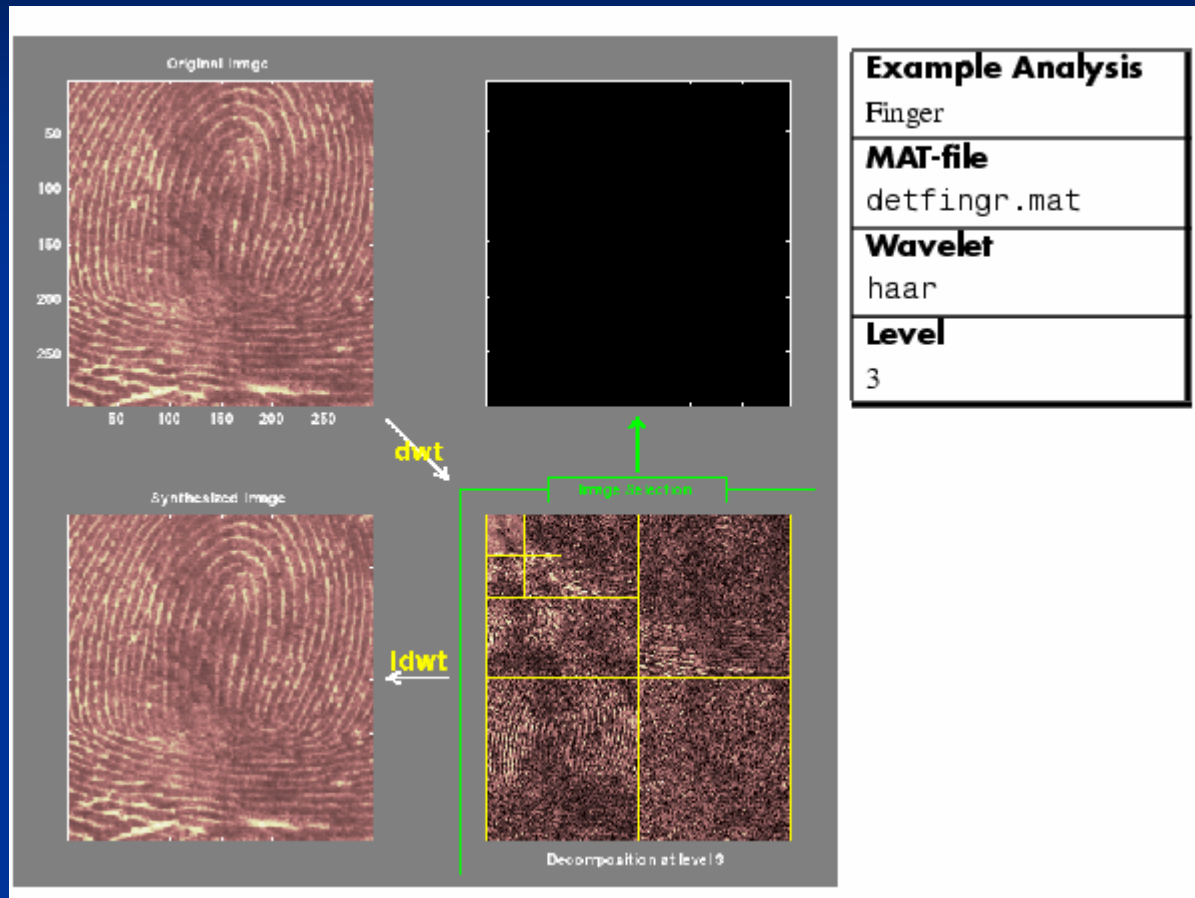 Original Image
50
100
150
200
250
50 100 150 200 250
dwt
Image Selection
Synthesized Image
Idwt
Decomposition at level 3
Example Analysis
Finger
MAT-file
detfingr.mat
Wavelet
haar
Level
3